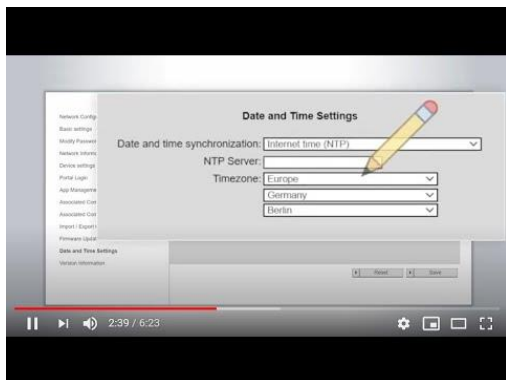 Date and Time Settings
Date and time synchronization: Internet time (NTP)
NTP Server:
Timezone: Europe
Germany
Berlin
Network Config
Basic settings
Modify Password
Network Inform
Device settings
Portal Login
App Manageme
Associated Con
Associated Con
Import / Export
Firmware Updat
Date and Time Settings
Version Information
Reset
Save
2:39 / 6:23